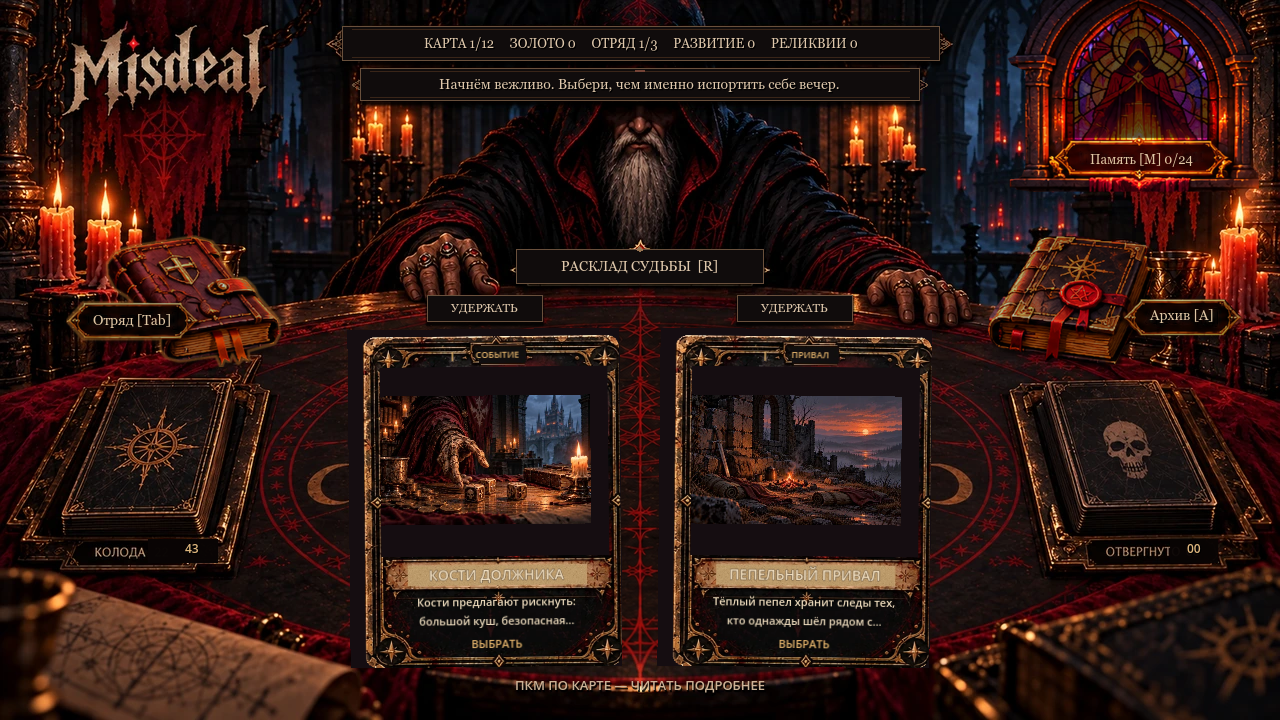 Misdeal
КАРТА 1/12 ЗОЛОТО 0 ОТРЯД 1/3 РАЗВИТИЕ 0 РЕЛИКВИИ 0
Начнём вежливо. Выбери, чем именно испортить себе вечер.
Память [M] 0/24
РАСКЛАД СУДЬБЫ [R]
УДЕРЖАТЬ
УДЕРЖАТЬ
Отряд [Tab]
Архив [A]
СОБЫТИЕ
ПРИВАЛ
КОЛОДА 43
ОТВЕРГНУТ 00
КОСТИ ДОЛЖНИКА
Кости предлагают рискнуть:
большой куш, безопасная...
ВЫБРАТЬ
ПЕПЕЛЬНЫЙ ПРИВАЛ
Тёплый пепел хранит следы тех,
кто однажды шёл рядом с...
ВЫБРАТЬ
ПКМ ПО КАРТЕ — ЧИТАТЬ ПОДРОБНЕЕ